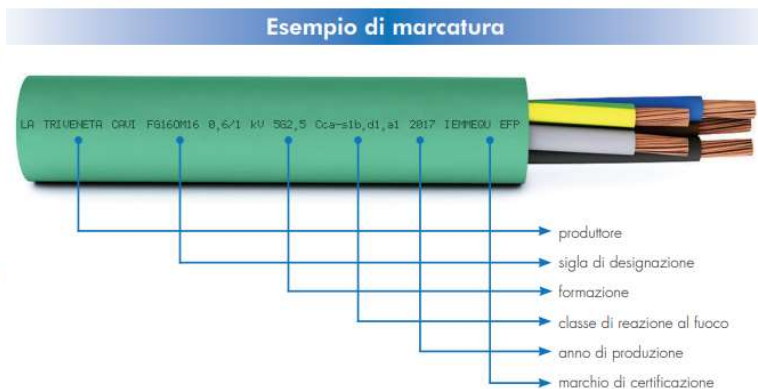 Esempio di marcatura
LA TRIVENETA CAVI FG16OM16 0,6/1 kV 5G2,5 Cca-s1b,d1,a1 2017 IEMMEQU EFP
produttore
sigla di designazione
formazione
classe di reazione al fuoco
anno di produzione
marchio di certificazione